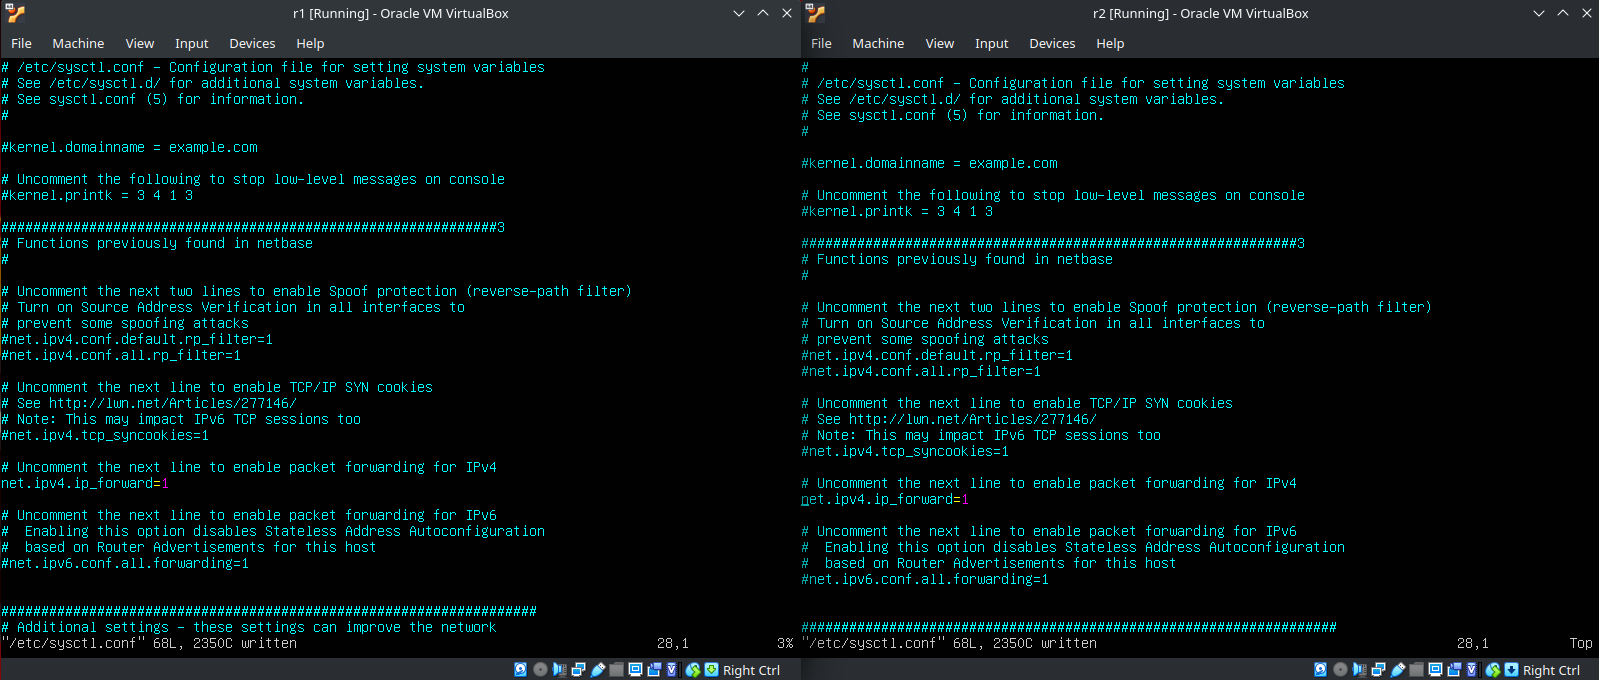 r1 [Running] - Oracle VM VirtualBox
File Machine View Input Devices Help
# /etc/sysctl.conf - Configuration file for setting system variables
# See /etc/sysctl.d/ for additional system variables.
# See sysctl.conf (5) for information.
#
#kernel.domainname = example.com
# Uncomment the following to stop low-level messages on console
#kernel.printk = 3 4 1 3
##############################################################3
# Functions previously found in netbase
#
# Uncomment the next two lines to enable Spoof protection (reverse-path filter)
# Turn on Source Address Verification in all interfaces to
# prevent some spoofing attacks
#net.ipv4.conf.default.rp_filter=1
#net.ipv4.conf.all.rp_filter=1
# Uncomment the next line to enable TCP/IP SYN cookies
# See http://lwn.net/Articles/277146/
# Note: This may impact IPv6 TCP sessions too
#net.ipv4.tcp_syncookies=1
# Uncomment the next line to enable packet forwarding for IPv4
net.ipv4.ip_forward=1
# Uncomment the next line to enable packet forwarding for IPv6
#  Enabling this option disables Stateless Address Autoconfiguration
#  based on Router Advertisements for this host
#net.ipv6.conf.all.forwarding=1
###################################################################
# Additional settings - these settings can improve the network
"/etc/sysctl.conf" 68L, 2350C written 28,1 3%
Right Ctrl
r2 [Running] - Oracle VM VirtualBox
File Machine View Input Devices Help
#
# /etc/sysctl.conf - Configuration file for setting system variables
# See /etc/sysctl.d/ for additional system variables.
# See sysctl.conf (5) for information.
#
#kernel.domainname = example.com
# Uncomment the following to stop low-level messages on console
#kernel.printk = 3 4 1 3
##############################################################3
# Functions previously found in netbase
#
# Uncomment the next two lines to enable Spoof protection (reverse-path filter)
# Turn on Source Address Verification in all interfaces to
# prevent some spoofing attacks
#net.ipv4.conf.default.rp_filter=1
#net.ipv4.conf.all.rp_filter=1
# Uncomment the next line to enable TCP/IP SYN cookies
# See http://lwn.net/Articles/277146/
# Note: This may impact IPv6 TCP sessions too
#net.ipv4.tcp_syncookies=1
# Uncomment the next line to enable packet forwarding for IPv4
net.ipv4.ip_forward=1
# Uncomment the next line to enable packet forwarding for IPv6
#  Enabling this option disables Stateless Address Autoconfiguration
#  based on Router Advertisements for this host
#net.ipv6.conf.all.forwarding=1
###################################################################
"/etc/sysctl.conf" 68L, 2350C written 28,1 Top
Right Ctrl